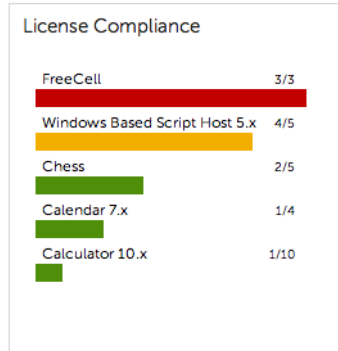 License Compliance
FreeCell 3/3
Windows Based Script Host 5.x 4/5
Chess 2/5
Calendar 7.x 1/4
Calculator 10.x 1/10